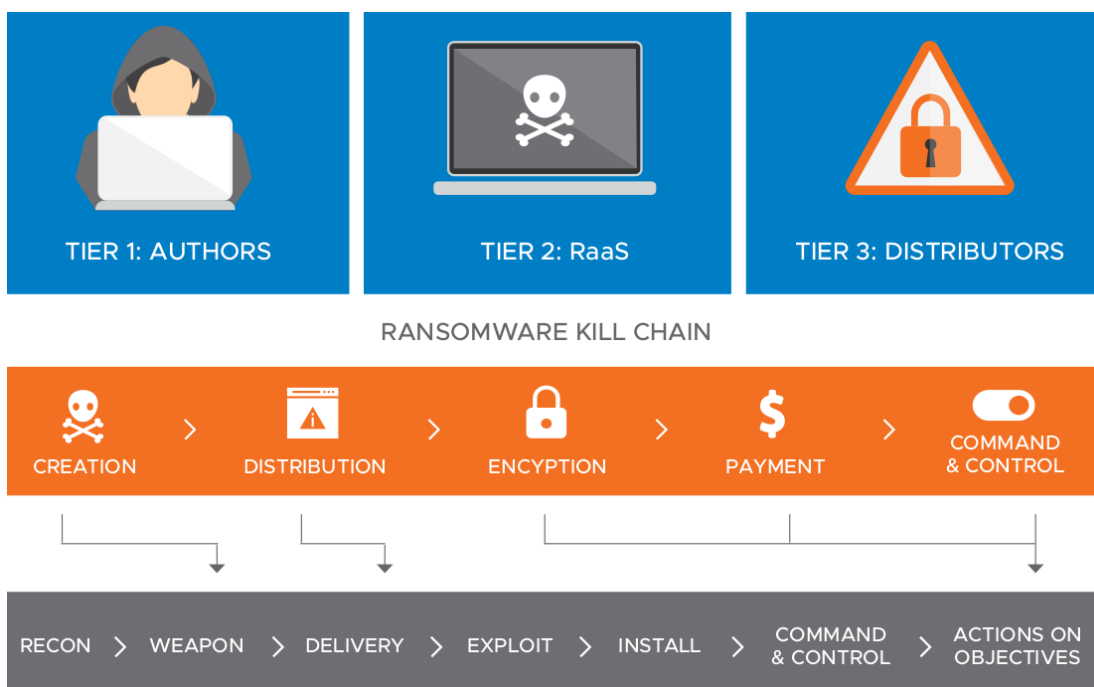 TIER 1: AUTHORS
TIER 2: RaaS
TIER 3: DISTRIBUTORS
RANSOMWARE KILL CHAIN
CREATION
DISTRIBUTION
ENCYPTION
PAYMENT
COMMAND
& CONTROL
RECON
WEAPON
DELIVERY
EXPLOIT
INSTALL
COMMAND
& CONTROL
ACTIONS ON
OBJECTIVES